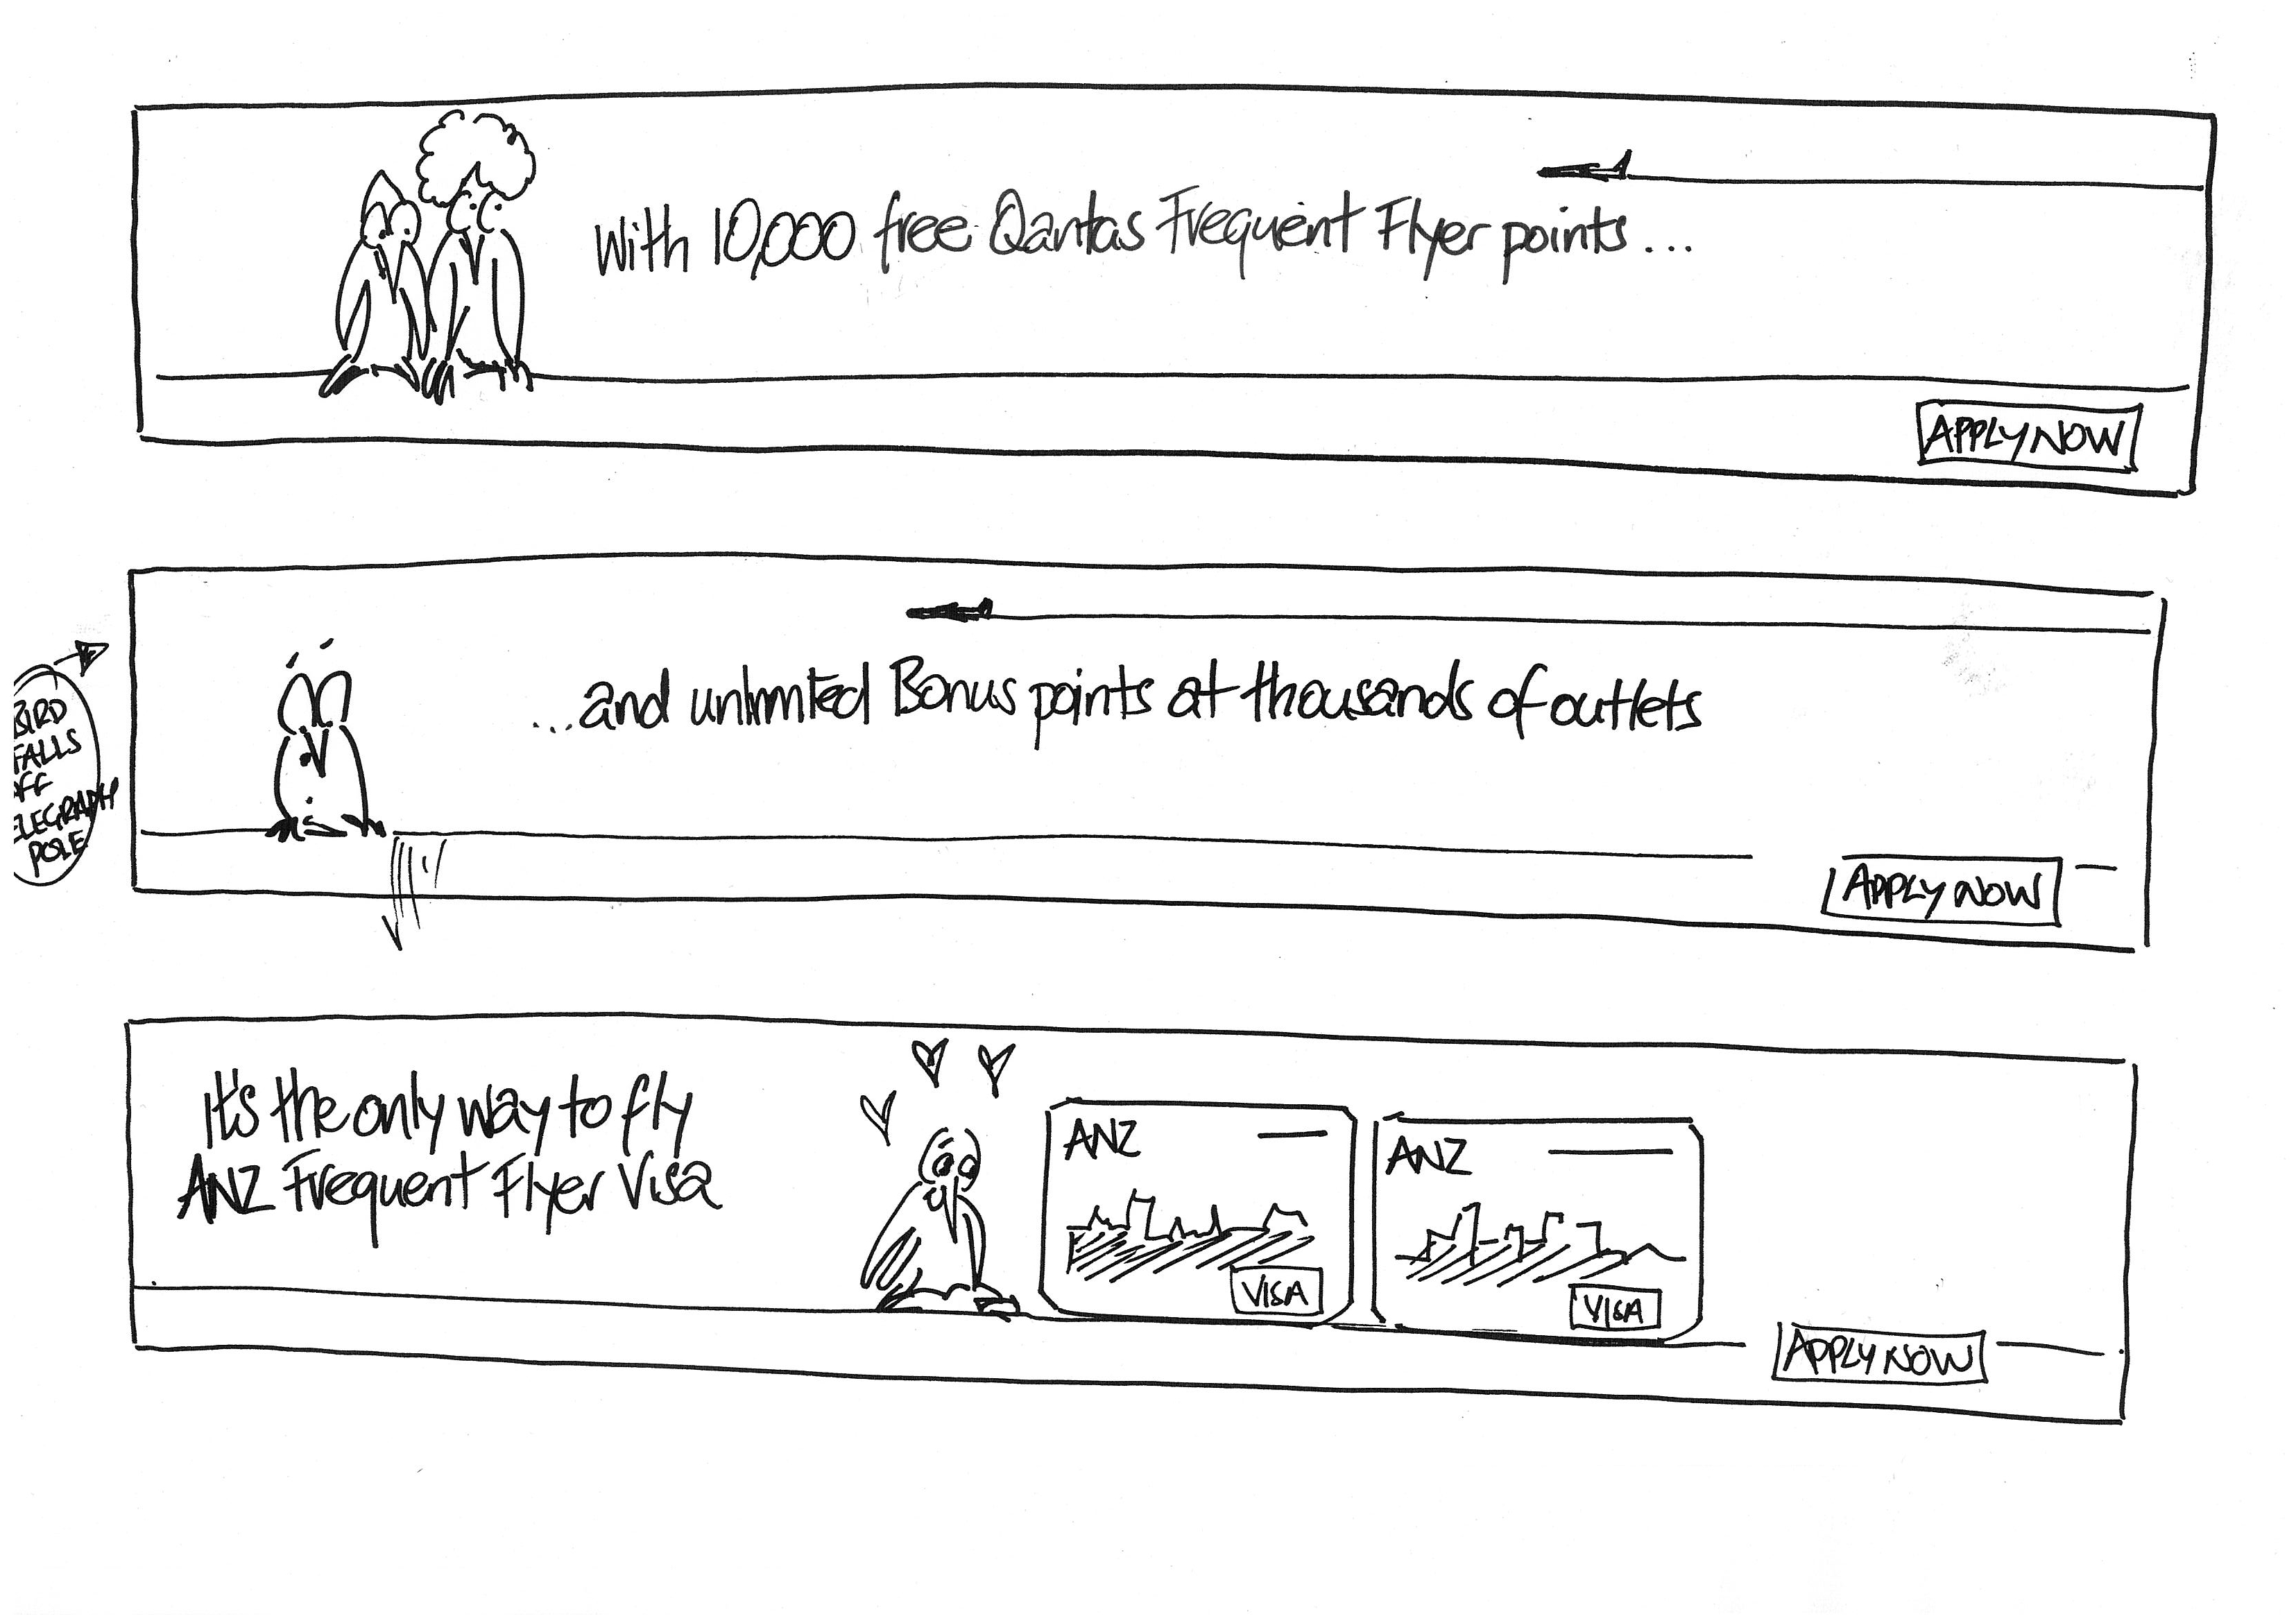 With 10,000 free Qantas Frequent Flyer points...
APPLY NOW
...and unlimited Bonus points at thousands of outlets
BIRD
FALLS
FF
ELEGRAPH
POLE
APPLY NOW
It's the only way to fly
ANZ Frequent Flyer Visa
ANZ
VISA
ANZ
VISA
APPLY NOW